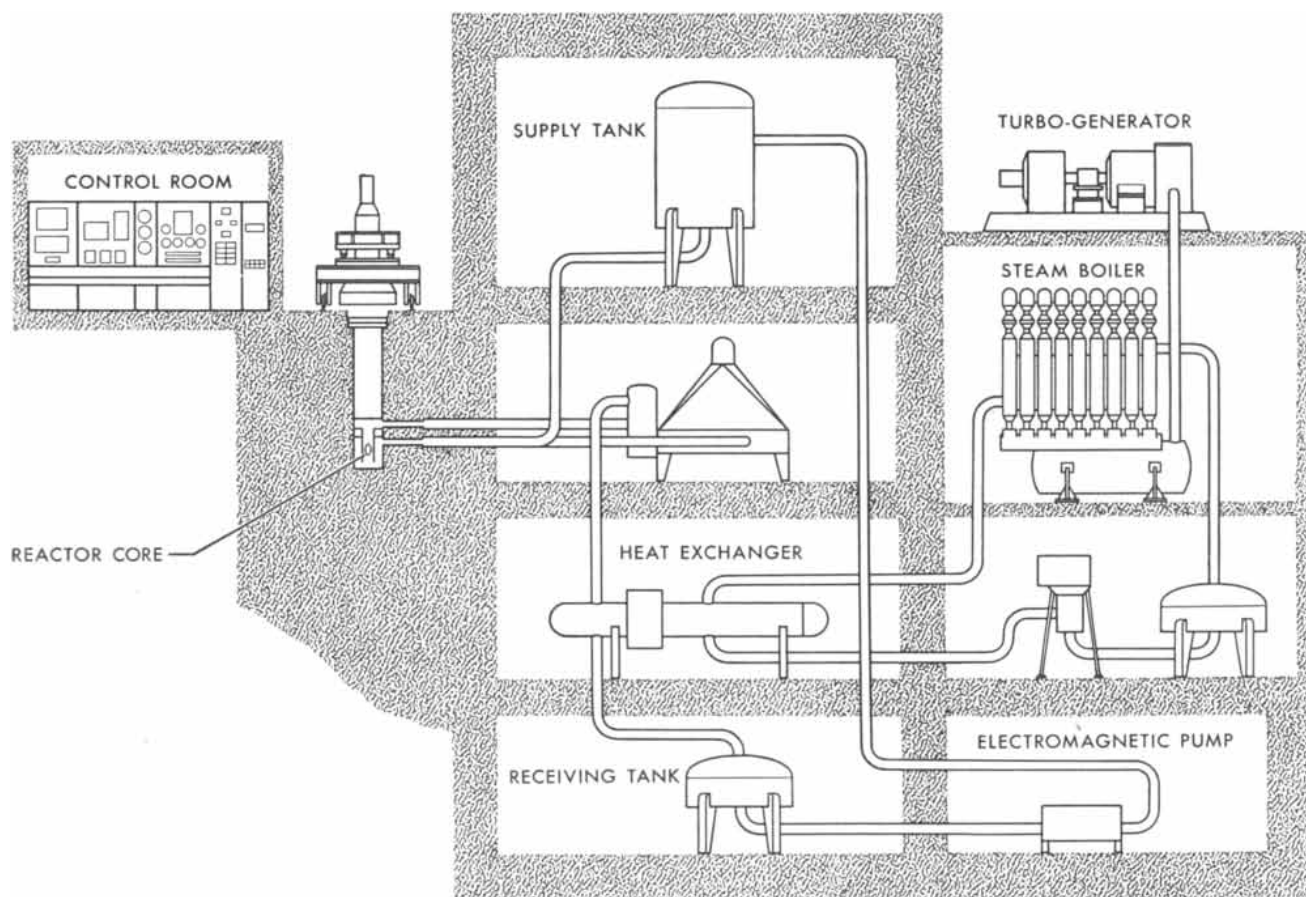 SUPPLY TANK
TURBO-GENERATOR
CONTROL ROOM
STEAM BOILER
REACTOR CORE
HEAT EXCHANGER
ELECTROMAGNETIC PUMP
RECEIVING TANK